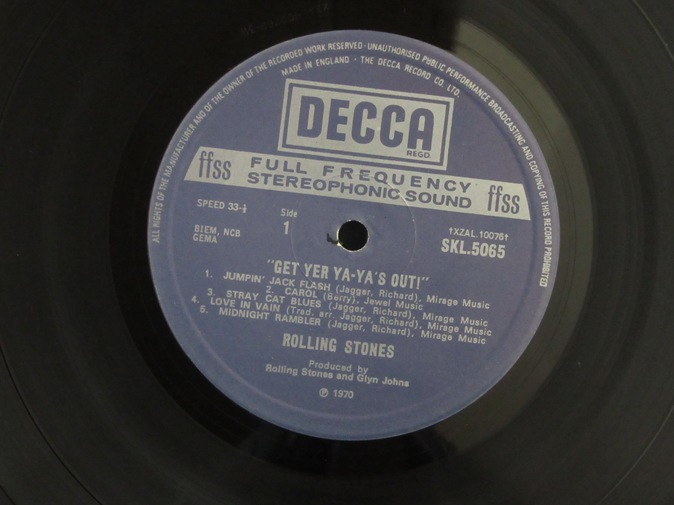 ALL RIGHTS OF THE MANUFACTURER AND OF THE OWNER OF THE RECORDED WORK RESERVED · UNAUTHORISED PUBLIC PERFORMANCE BROADCASTING AND COPYING OF THIS RECORD PROHIBITED
MADE IN ENGLAND · THE DECCA RECORD CO. LTD.
DECCA
REGD.
ffss FULL FREQUENCY ffss
STEREOPHONIC SOUND
SPEED 33-⅓
Side
1
BIEM, NCB
GEMA
†XZAL.10076†
SKL.5065
"GET YER YA-YA'S OUT!"
1. JUMPIN' JACK FLASH (Jagger, Richard), Mirage Music
2. CAROL (Berry), Jewel Music
3. STRAY CAT BLUES (Jagger, Richard), Mirage Music
4. LOVE IN VAIN (Trad. arr. Jagger, Richard), Mirage Music
5. MIDNIGHT RAMBLER (Jagger, Richard), Mirage Music
ROLLING STONES
Produced by
Rolling Stones and Glyn Johns
℗ 1970